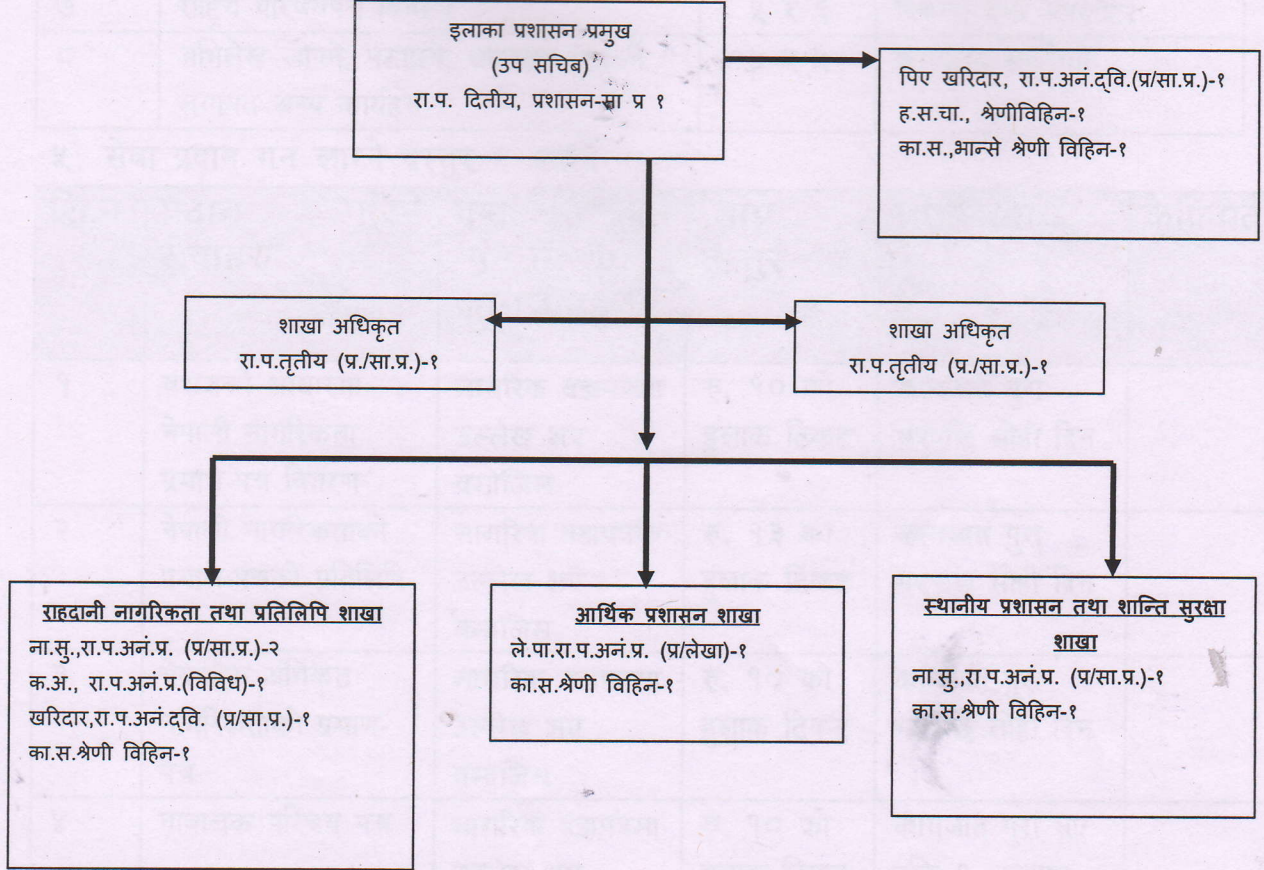 इलाका प्रशासन प्रमुख
(उप सचिब)
रा.प. द्वितीय, प्रशासन-सा प्र १
पिए खरिदार, रा.प.अनं.द्वि.(प्र/सा.प्र.)-१
ह.स.चा., श्रेणीविहिन-१
का.स.,भान्से श्रेणी विहिन-१
शाखा अधिकृत
रा.प.तृतीय (प्र./सा.प्र.)-१
शाखा अधिकृत
रा.प.तृतीय (प्र./सा.प्र.)-१
राहदानी नागरिकता तथा प्रतिलिपि शाखा
ना.सु.,रा.प.अनं.प्र. (प्र/सा.प्र.)-२
क.अ., रा.प.अनं.प्र.(विविध)-१
खरिदार,रा.प.अनं.द्वि. (प्र/सा.प्र.)-१
का.स.श्रेणी विहिन-१
आर्थिक प्रशासन शाखा
ले.पा.रा.प.अनं.प्र. (प्र/लेखा)-१
का.स.श्रेणी विहिन-१
स्थानीय प्रशासन तथा शान्ति सुरक्षा
शाखा
ना.सु.,रा.प.अनं.प्र. (प्र/सा.प्र.)-१
का.स.श्रेणी विहिन-१